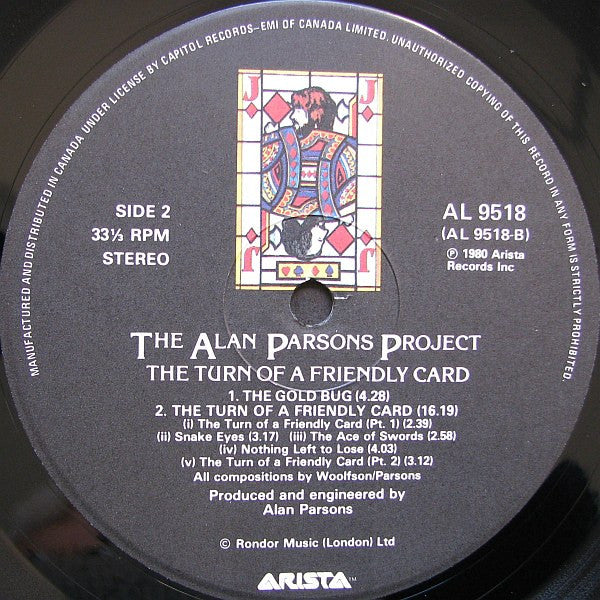 MANUFACTURED AND DISTRIBUTED IN CANADA UNDER LICENSE BY CAPITOL RECORDS–EMI OF CANADA LIMITED. UNAUTHORIZED COPYING OF THIS RECORD IN ANY FORM IS STRICTLY PROHIBITED.
J J
J J
SIDE 2
33⅓ RPM
STEREO
AL 9518
(AL 9518-B)
℗ 1980 Arista
Records Inc
THE ALAN PARSONS PROJECT
THE TURN OF A FRIENDLY CARD
1. THE GOLD BUG (4.28)
2. THE TURN OF A FRIENDLY CARD (16.19)
(i) The Turn of a Friendly Card (Pt. 1) (2.39)
(ii) Snake Eyes (3.17) (iii) The Ace of Swords (2.58)
(iv) Nothing Left to Lose (4.03)
(v) The Turn of a Friendly Card (Pt. 2) (3.12)
All compositions by Woolfson/Parsons
Produced and engineered by
Alan Parsons
© Rondor Music (London) Ltd
ARISTA™